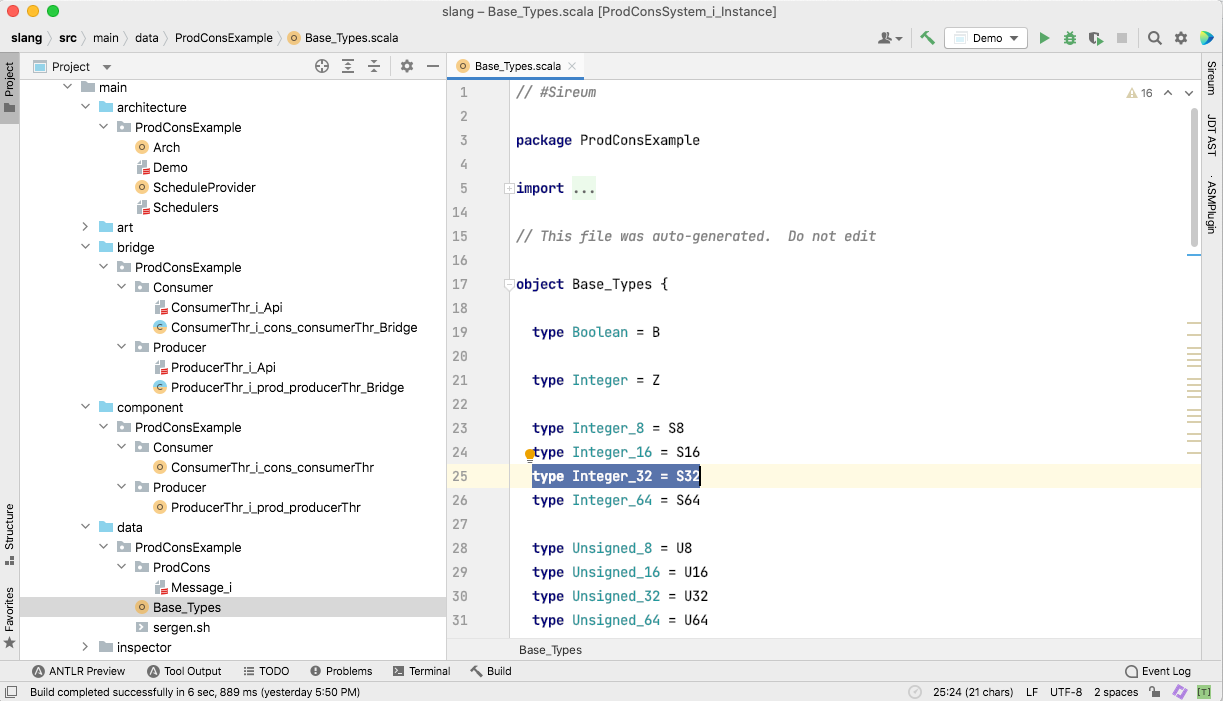 slang – Base_Types.scala [ProdConsSystem_i_Instance]
slang src main data ProdConsExample Base_Types.scala
Demo
Project
Base_Types.scala
Project
main
architecture
ProdConsExample
Arch
Demo
ScheduleProvider
Schedulers
art
bridge
ProdConsExample
Consumer
ConsumerThr_i_Api
ConsumerThr_i_cons_consumerThr_Bridge
Producer
ProducerThr_i_Api
ProducerThr_i_prod_producerThr_Bridge
component
ProdConsExample
Consumer
ConsumerThr_i_cons_consumerThr
Producer
ProducerThr_i_prod_producerThr
data
ProdConsExample
ProdCons
Message_i
Base_Types
sergen.sh
inspector
Structure
Favorites
1 // #Sireum
2
3 package ProdConsExample
4
5 import ...
14
15 // This file was auto-generated.  Do not edit
16
17 object Base_Types {
18
19 type Boolean = B
20
21 type Integer = Z
22
23 type Integer_8 = S8
24 type Integer_16 = S16
25 type Integer_32 = S32
26 type Integer_64 = S64
27
28 type Unsigned_8 = U8
29 type Unsigned_16 = U16
30 type Unsigned_32 = U32
31 type Unsigned_64 = U64
16
Base_Types
Sireum
JDT AST
ASMPlugin
ANTLR Preview Tool Output TODO Problems Terminal Build Event Log
Build completed successfully in 6 sec, 889 ms (yesterday 5:50 PM) 25:24 (21 chars) LF UTF-8 2 spaces [T]